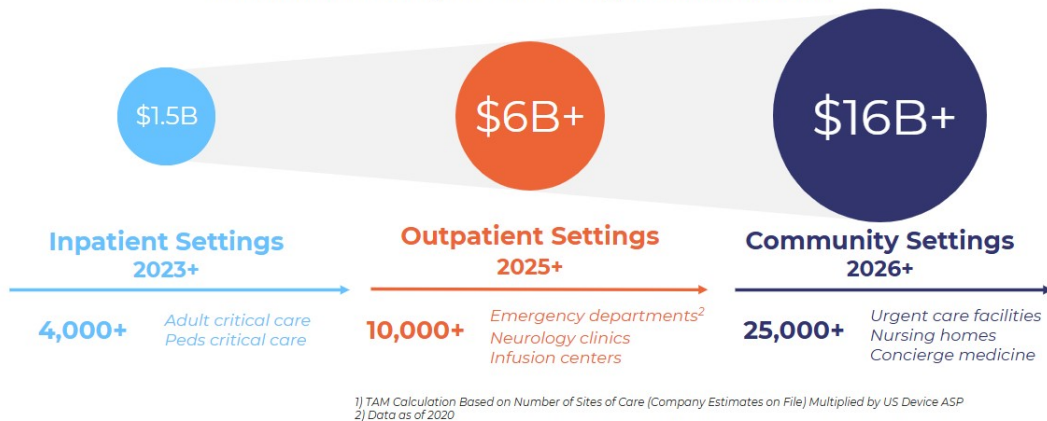 $1.5B
$6B+
$16B+
Inpatient Settings
2023+
4,000+
Adult critical care
Peds critical care
Outpatient Settings
2025+
10,000+
Emergency departments²
Neurology clinics
Infusion centers
Community Settings
2026+
25,000+
Urgent care facilities
Nursing homes
Concierge medicine
1) TAM Calculation Based on Number of Sites of Care (Company Estimates on File) Multiplied by US Device ASP
2) Data as of 2020